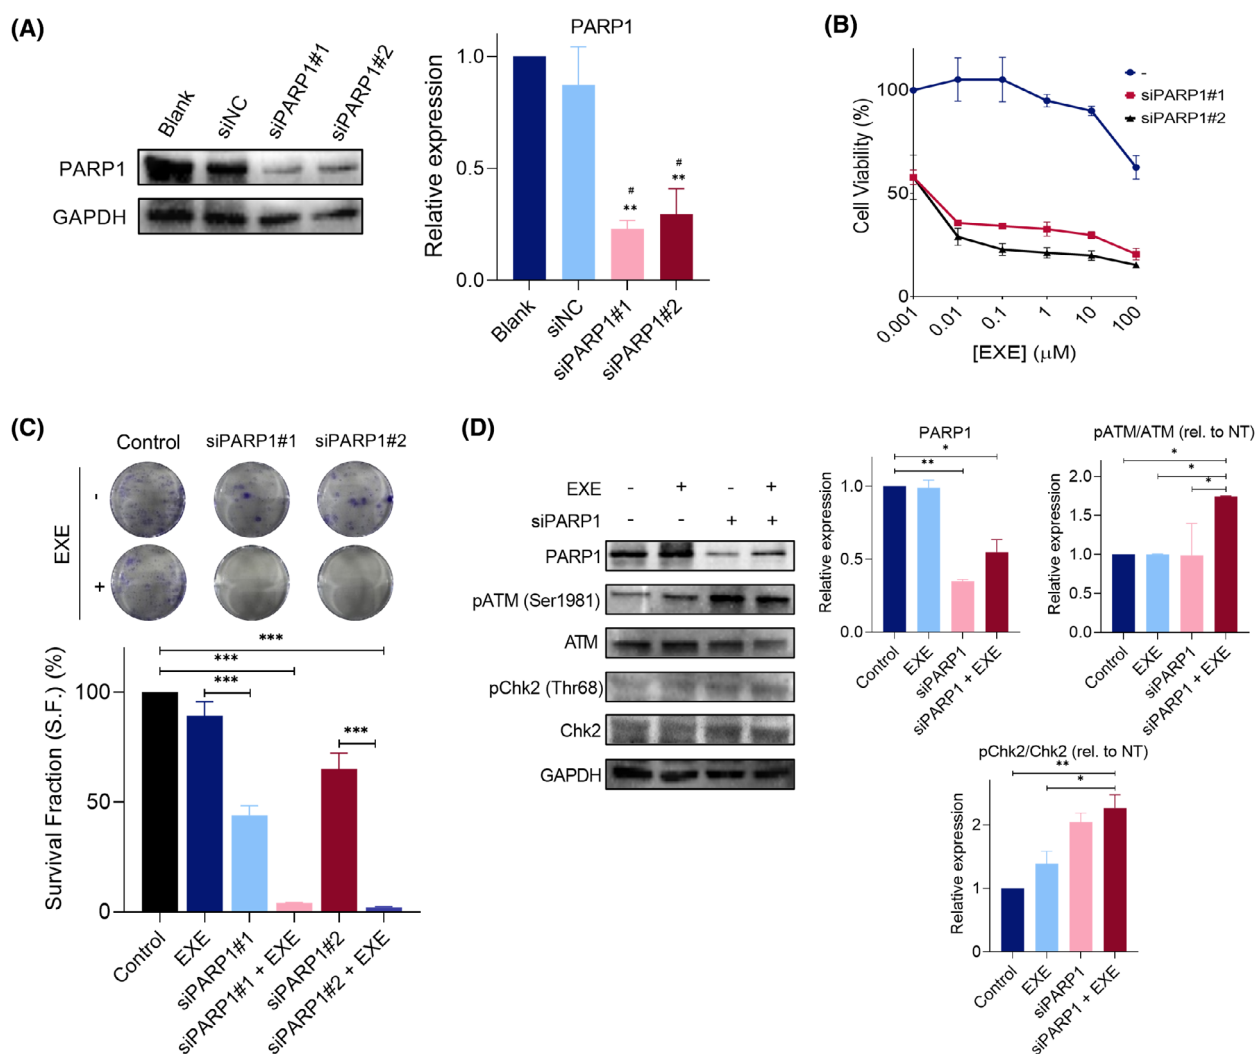 (A)
Blank
siNC
siPARP1#1
siPARP1#2
PARP1
GAPDH
PARP1
Relative expression
1.0
0.5
0.0
#
**
#
**
Blank
siNC
siPARP1#1
siPARP1#2
(B)
Cell Viability (%)
100
50
0
-
siPARP1#1
siPARP1#2
0.001
0.01
0.1
1
10
100
[EXE] (μM)
(C)
Control
siPARP1#1
siPARP1#2
EXE
-
+
***
***
***
***
Survival Fraction (S.F.) (%)
100
50
0
Control
EXE
siPARP1#1
siPARP1#1 + EXE
siPARP1#2
siPARP1#2 + EXE
(D)
EXE - + - +
siPARP1 - - + +
PARP1
pATM (Ser1981)
ATM
pChk2 (Thr68)
Chk2
GAPDH
PARP1
*
**
Relative expression
1.0
0.5
0.0
Control
EXE
siPARP1
siPARP1 + EXE
pATM/ATM (rel. to NT)
*
*
*
Relative expression
2.0
1.5
1.0
0.5
0.0
Control
EXE
siPARP1
siPARP1 + EXE
pChk2/Chk2 (rel. to NT)
**
*
Relative expression
2
1
0
Control
EXE
siPARP1
siPARP1 + EXE